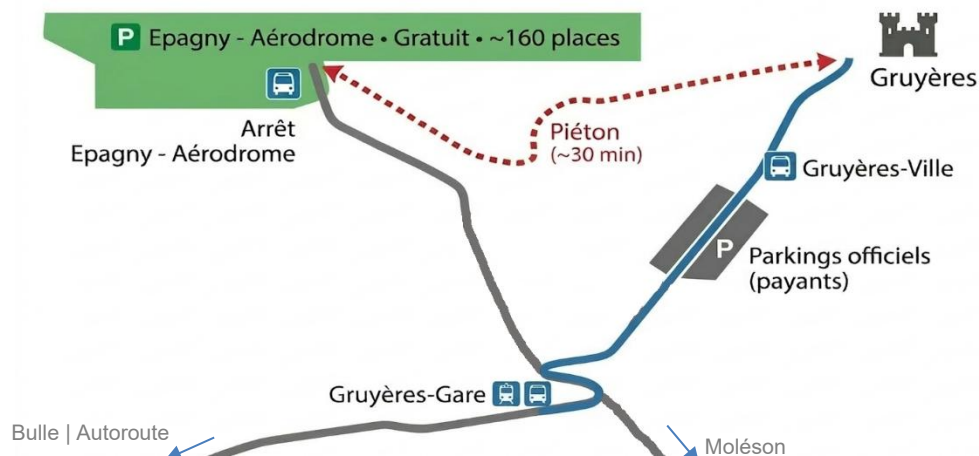 P Epagny - Aérodrome • Gratuit • ~160 places
Gruyères
Arrêt
Epagny - Aérodrome
Piéton
(~30 min)
Gruyères-Ville
P
Parkings officiels
(payants)
Gruyères-Gare
Bulle | Autoroute
Moléson